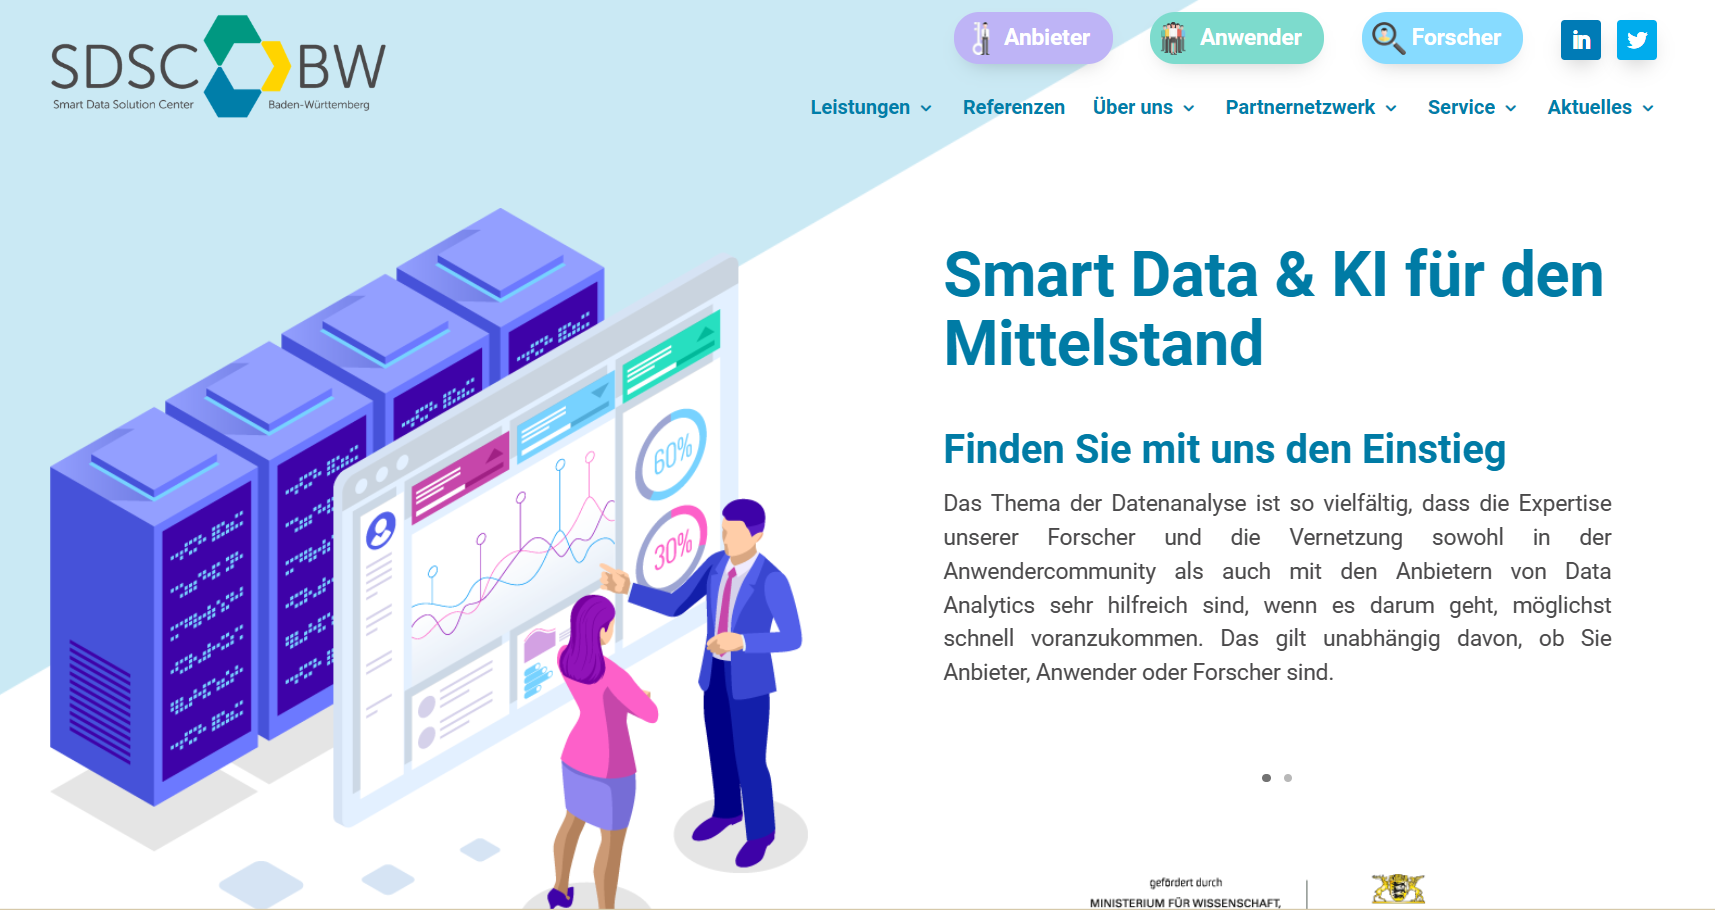 SDSC BW
Smart Data Solution Center Baden-Württemberg
Anbieter Anwender Forscher
in
Leistungen Referenzen Über uns Partnernetzwerk Service Aktuelles
Smart Data & KI für den
Mittelstand
Finden Sie mit uns den Einstieg
Das Thema der Datenanalyse ist so vielfältig, dass die Expertise
unserer Forscher und die Vernetzung sowohl in der
Anwendercommunity als auch mit den Anbietern von Data
Analytics sehr hilfreich sind, wenn es darum geht, möglichst
schnell voranzukommen. Das gilt unabhängig davon, ob Sie
Anbieter, Anwender oder Forscher sind.
60%
30%
gefördert durch
MINISTERIUM FÜR WISSENSCHAFT,